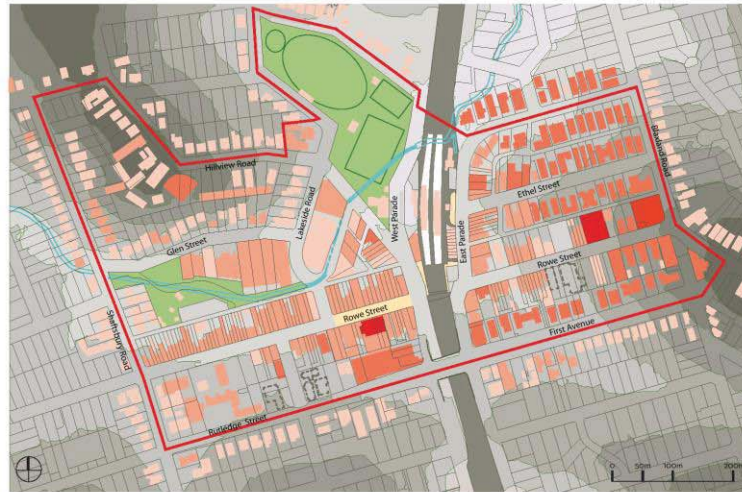 Hillview Road
Glen Street
Lakeside Road
West Parade
East Parade
Ethel Street
Blaxland Road
Rowe Street
Rowe Street
First Avenue
Shaftsbury Road
Rutledge Street
0 50m 100m 200m